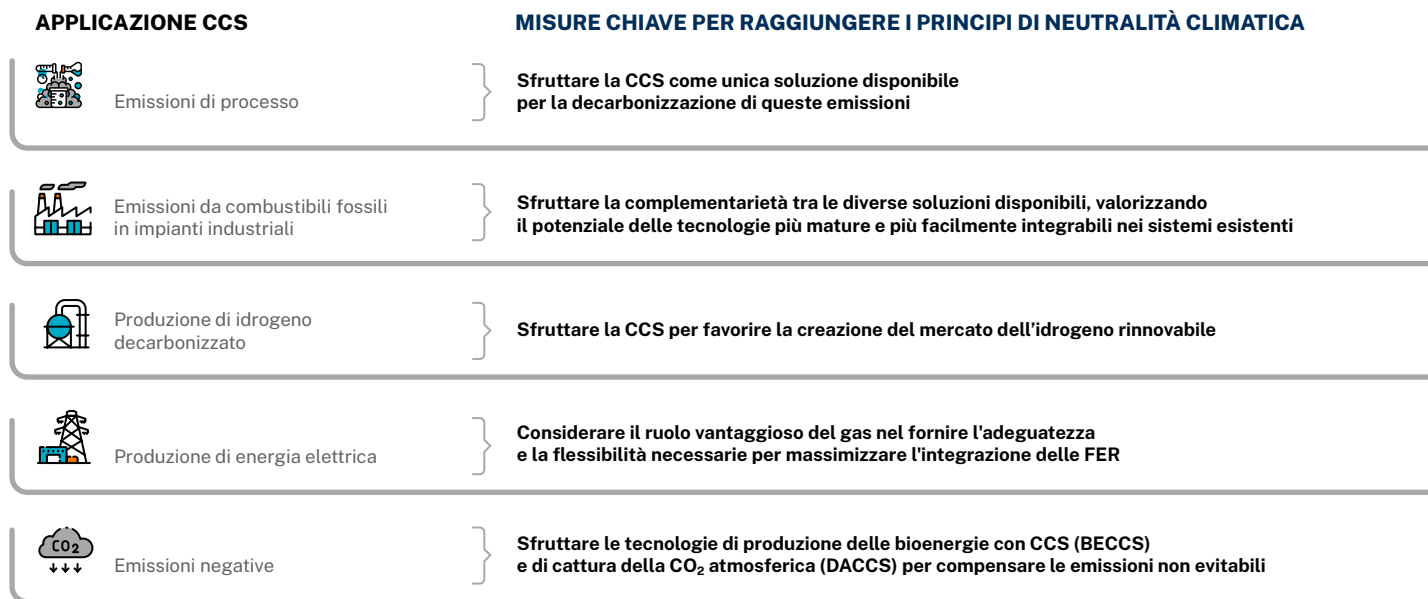 APPLICAZIONE CCS
MISURE CHIAVE PER RAGGIUNGERE I PRINCIPI DI NEUTRALITÀ CLIMATICA
Emissioni di processo
Sfruttare la CCS come unica soluzione disponibile
per la decarbonizzazione di queste emissioni
Emissioni da combustibili fossili
in impianti industriali
Sfruttare la complementarietà tra le diverse soluzioni disponibili, valorizzando
il potenziale delle tecnologie più mature e più facilmente integrabili nei sistemi esistenti
Produzione di idrogeno
decarbonizzato
Sfruttare la CCS per favorire la creazione del mercato dell’idrogeno rinnovabile
Produzione di energia elettrica
Considerare il ruolo vantaggioso del gas nel fornire l'adeguatezza
e la flessibilità necessarie per massimizzare l'integrazione delle FER
CO2
Emissioni negative
Sfruttare le tecnologie di produzione delle bioenergie con CCS (BECCS)
e di cattura della CO₂ atmosferica (DACCS) per compensare le emissioni non evitabili